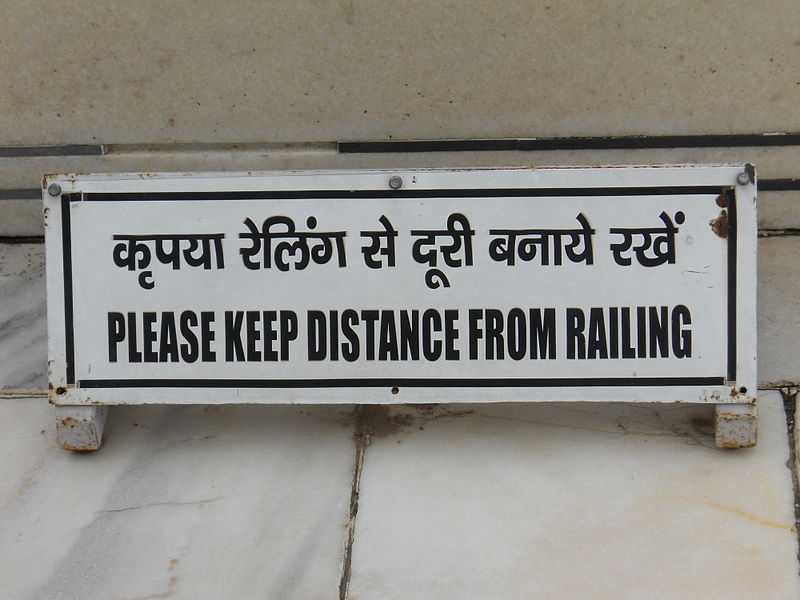 कृपया रेलिंग से दूरी बनाये रखें
PLEASE KEEP DISTANCE FROM RAILING